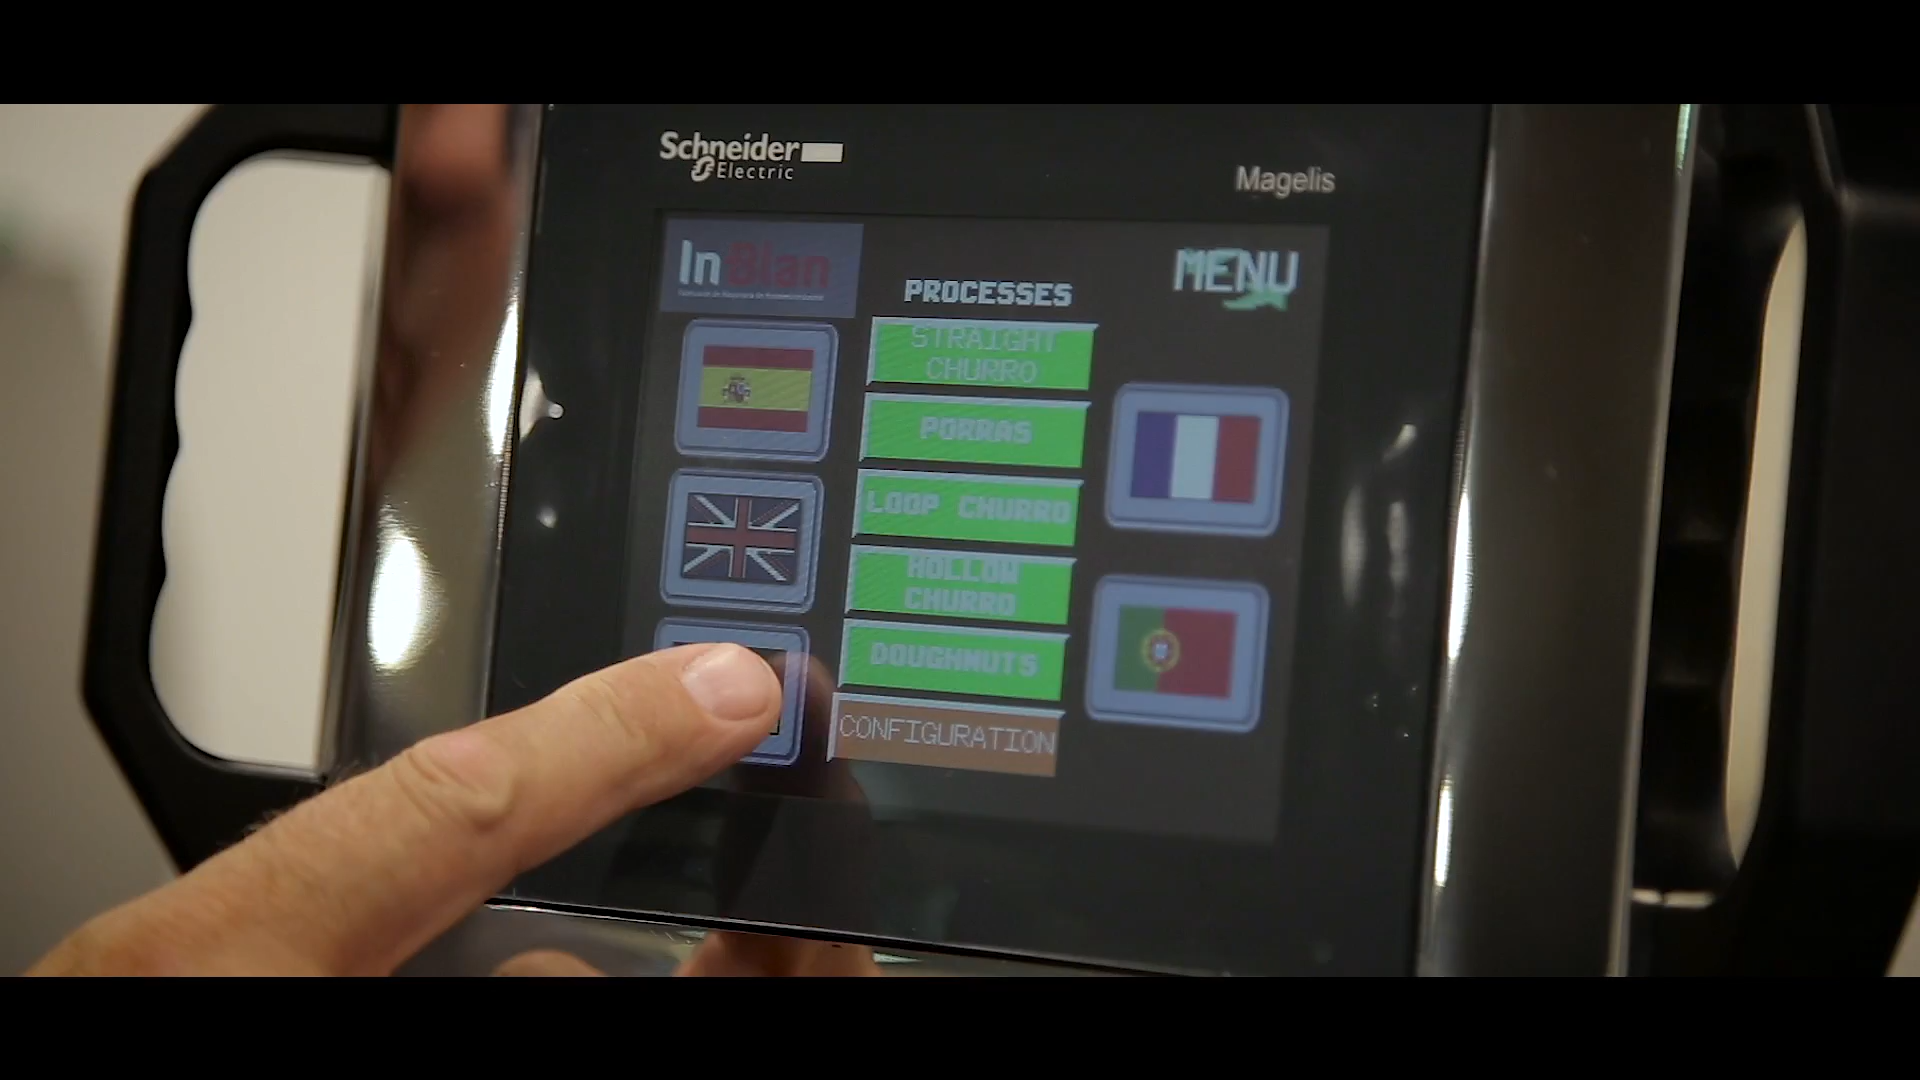 Schneider
Electric
Magelis
InBlan
MENU
PROCESSES
STRAIGHT
CHURRO
PORRAS
LOOP CHURRO
HOLLOW
CHURRO
DOUGHNUTS
CONFIGURATION